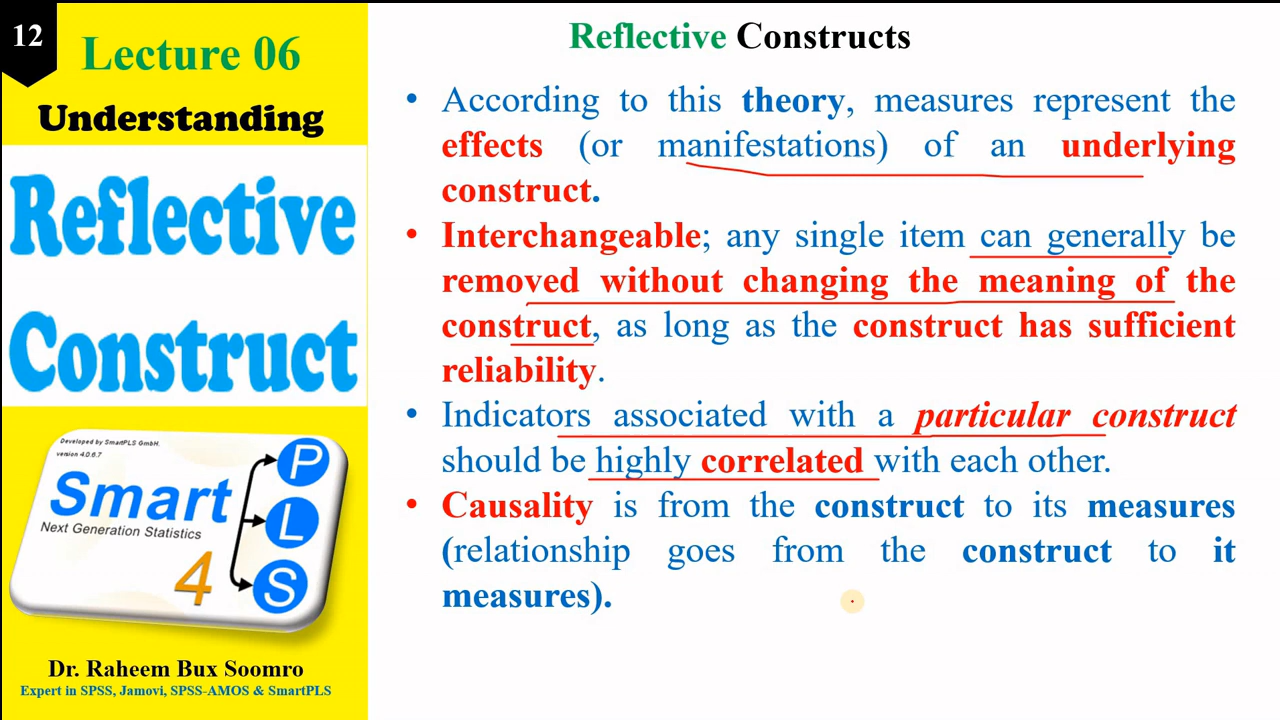 12
Lecture 06
Understanding
Reflective
Construct
Developed by SmartPLS GmbH.
version 4.0.6.7
Smart
Next Generation Statistics
4
P
L
S
Dr. Raheem Bux Soomro
Expert in SPSS, Jamovi, SPSS-AMOS & SmartPLS
Reflective Constructs
• According to this theory, measures represent the
effects (or manifestations) of an underlying
construct.
• Interchangeable; any single item can generally be
removed without changing the meaning of the
construct, as long as the construct has sufficient
reliability.
• Indicators associated with a particular construct
should be highly correlated with each other.
• Causality is from the construct to its measures
(relationship goes from the construct to it
measures).